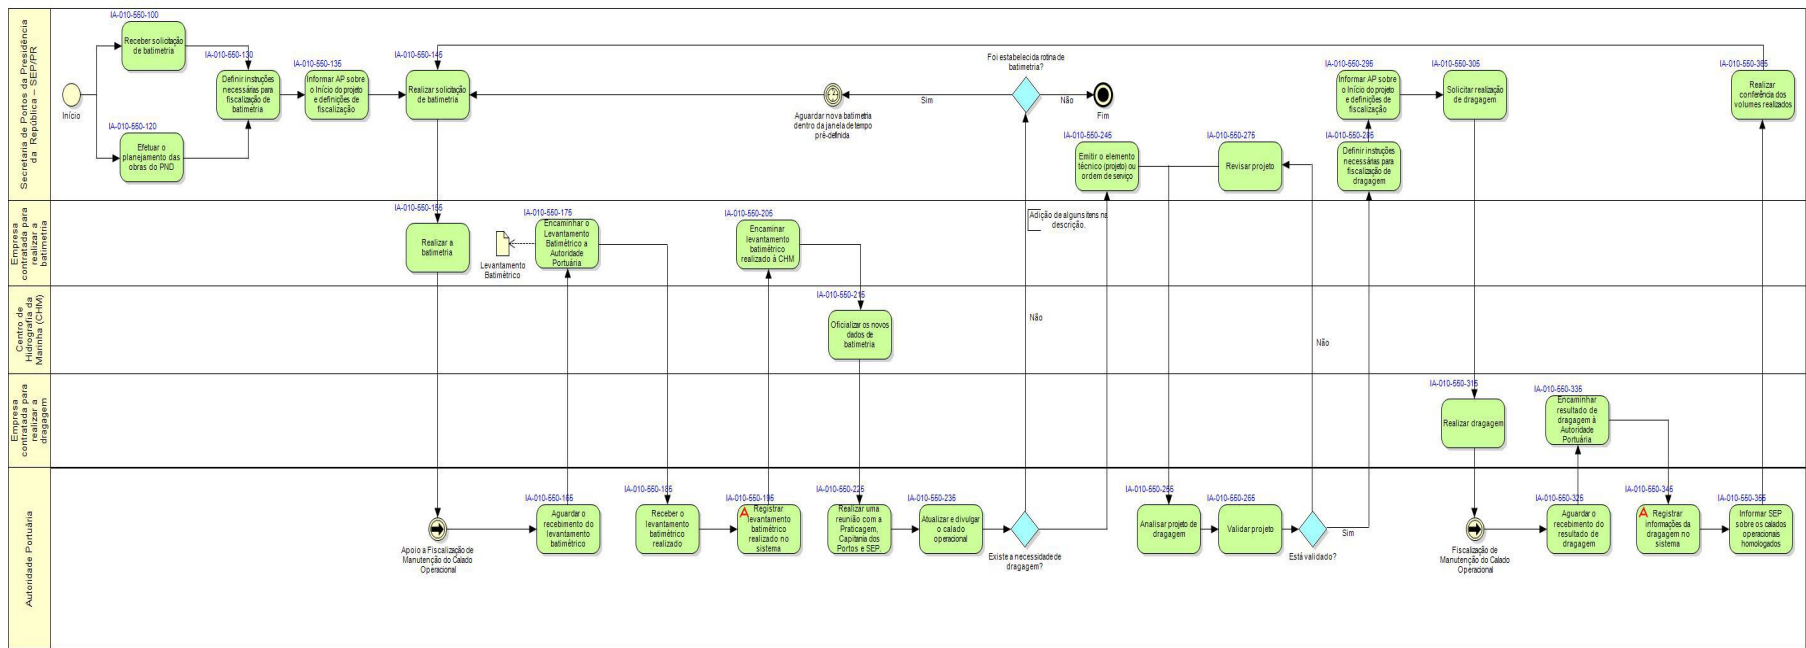 Secretaria de Portos da Presidência
da República – SEP/PR
Início
IA-010-550-100
Receber solicitação
de batimetria
IA-010-550-120
Efetuar o
planejamento das
obras do PND
IA-010-550-130
Definir instruções
necessárias para
fiscalização de
batimetria
IA-010-550-135
Informar AP sobre
o Início do projeto
e definições de
fiscalização
IA-010-550-145
Realizar solicitação
de batimetria
Aguardar nova batimetria
dentro da janela de tempo
pré-definida
Sim
Foi estabelecida rotina de
batimetria?
Não
Fim
IA-010-550-245
Emitir o elemento
técnico (projeto) ou
ordem de serviço
IA-010-550-275
Revisar projeto
IA-010-550-295
Informar AP sobre
o Início do projeto
e definições de
fiscalização
IA-010-550-285
Definir instruções
necessárias para
fiscalização de
dragagem
IA-010-550-305
Solicitar realização
de dragagem
IA-010-550-365
Realizar
conferência dos
volumes realizados
Empresa
contratada para
realizar a
batimetria
IA-010-550-155
Realizar a
batimetria
Levantamento
Batimétrico
IA-010-550-175
Encaminhar o
Levantamento
Batimétrico a
Autoridade
Portuária
IA-010-550-205
Encaminar
levantamento
batimétrico
realizado à CHM
Adição de alguns itens na
descrição.
Centro de
Hidrografia da
Marinha (CHM)
IA-010-550-215
Oficializar os novos
dados de
batimetria
Não
Não
Empresa
contratada para
realizar a
dragagem
IA-010-550-315
Realizar dragagem
IA-010-550-335
Encaminhar
resultado de
dragagem à
Autoridade
Portuária
Autoridade Portuária
Apoio a Fiscalização de
Manutenção do Calado
Operacional
IA-010-550-165
Aguardar o
recebimento do
levantamento
batimétrico
IA-010-550-185
Receber o
levantamento
batimétrico
realizado
IA-010-550-195
Registrar
levantamento
batimétrico
realizado no
sistema
IA-010-550-225
Realizar uma
reunião com a
Praticagem,
Capitania dos
Portos e SEP.
IA-010-550-235
Atualizar e divulgar
o calado
operacional
Existe a necessidade de
dragagem?
IA-010-550-255
Analisar projeto de
dragagem
IA-010-550-265
Validar projeto
Está validado?
Sim
Fiscalização de
Manutenção do Calado
Operacional
IA-010-550-325
Aguardar o
recebimento do
resultado de
dragagem
IA-010-550-345
Registrar
informações da
dragagem no
sistema
IA-010-550-355
Informar SEP
sobre os calados
operacionais
homologados